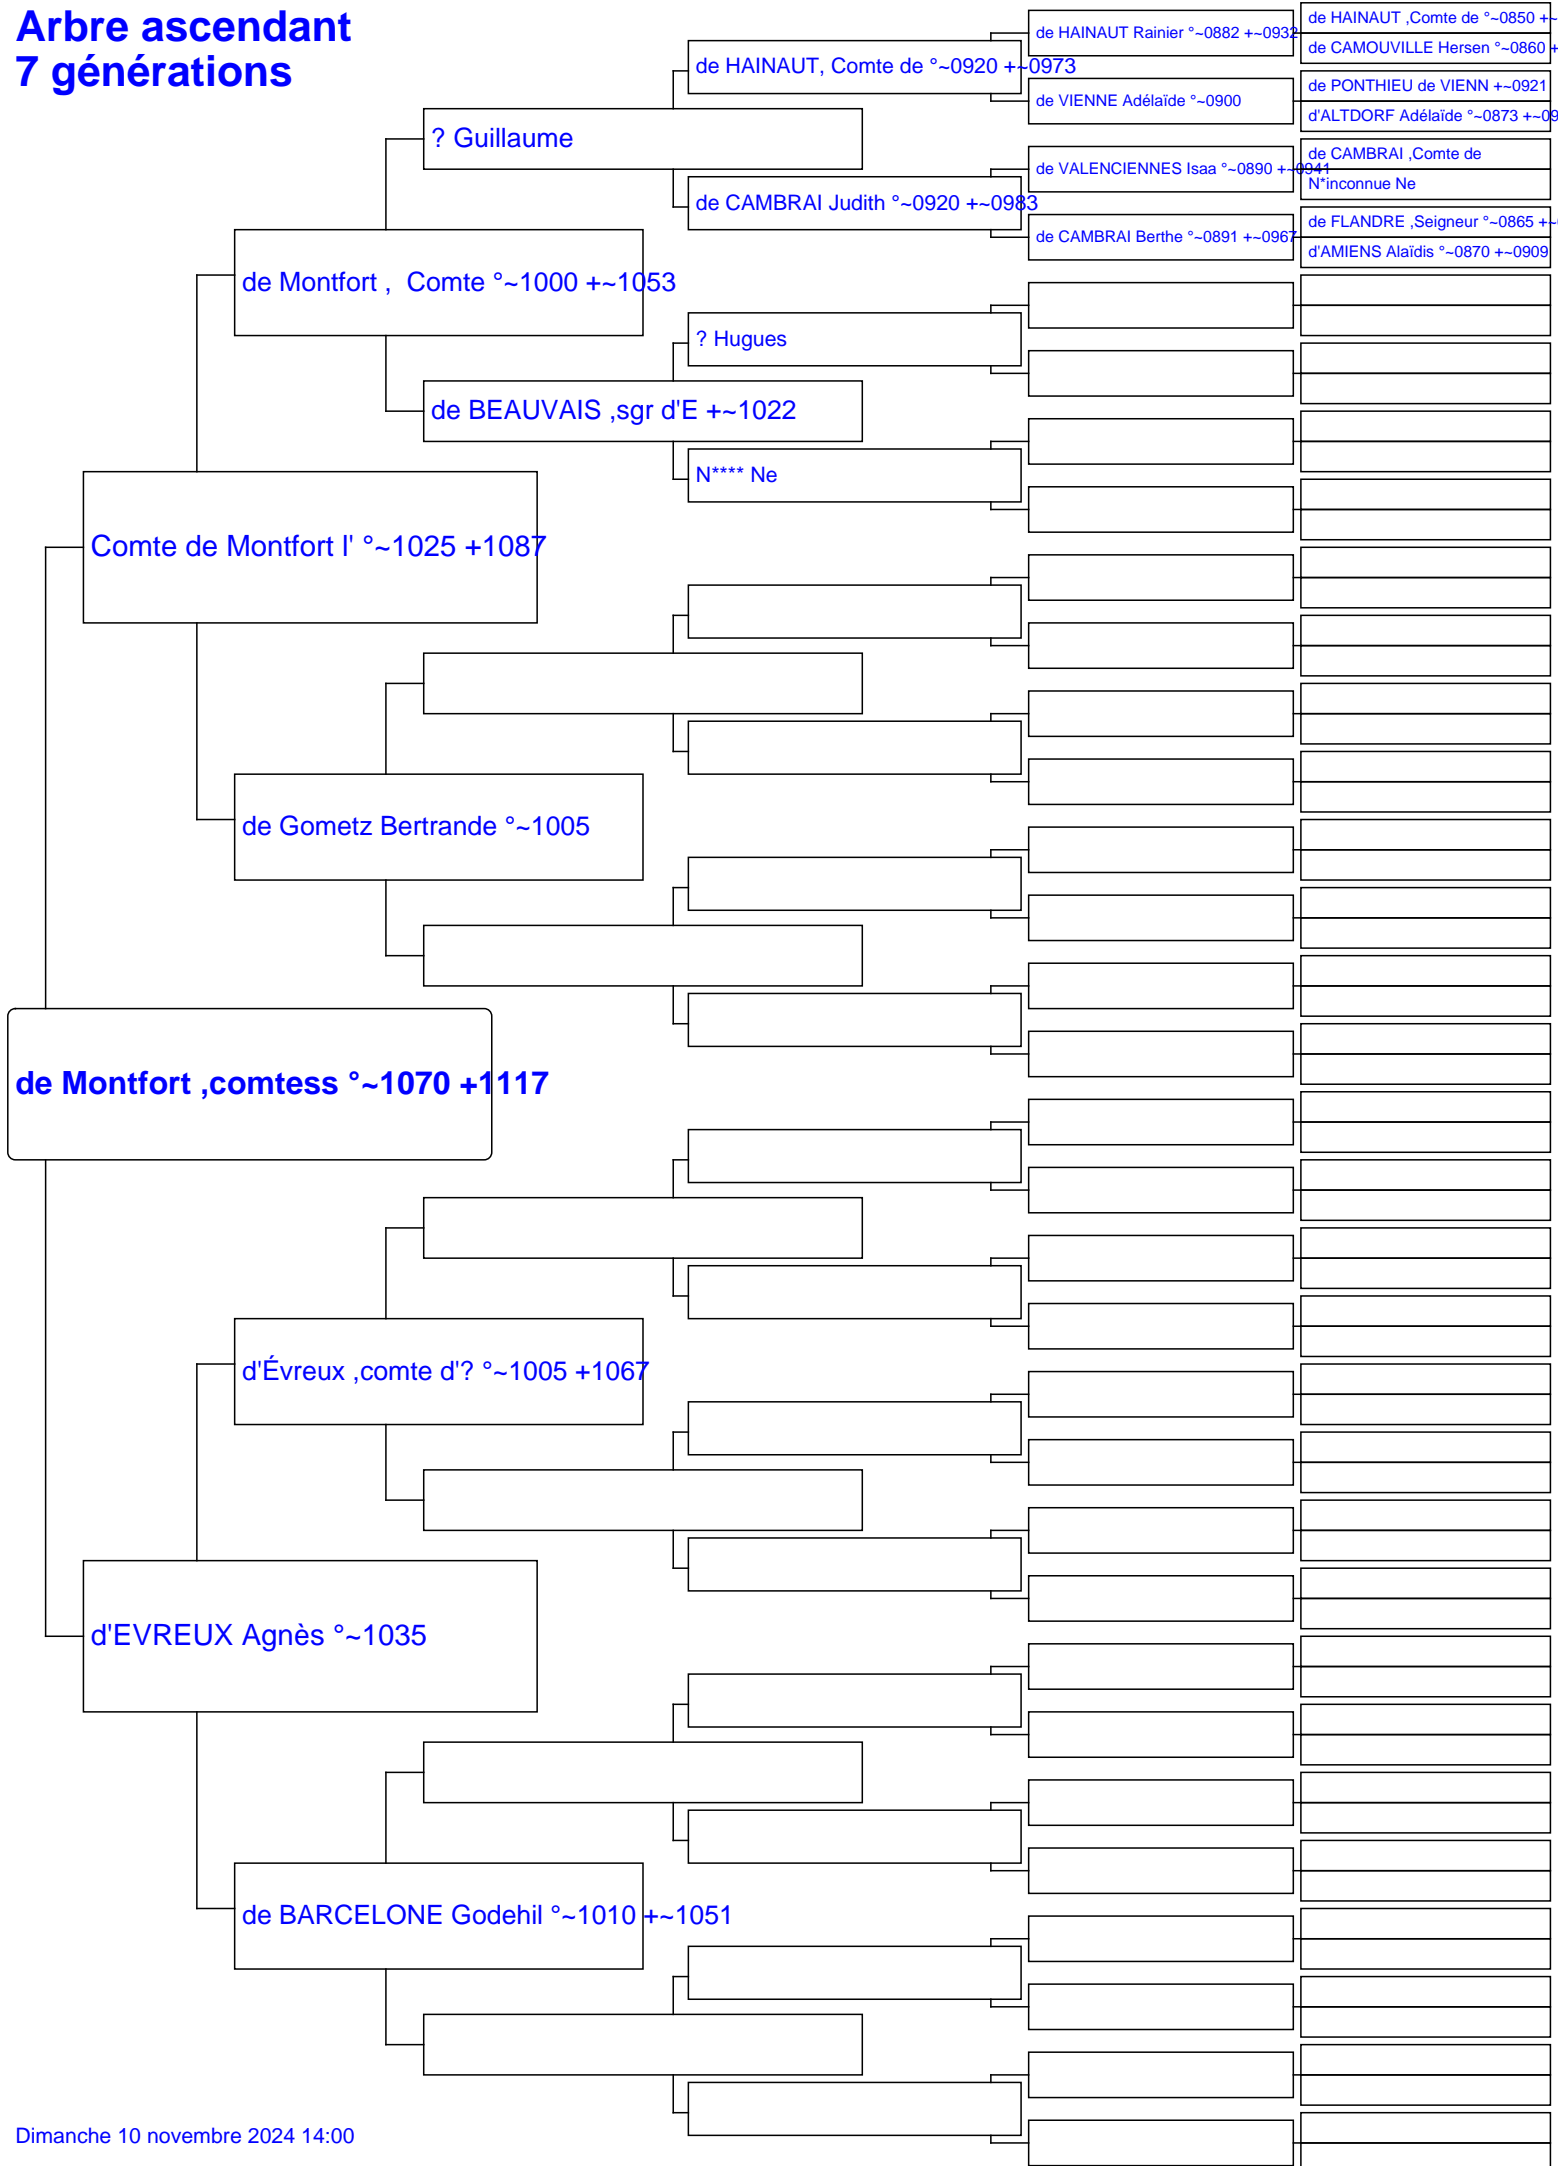 Arbre ascendant
7 générations
de HAINAUT ,Comte de °~0850 +~
de HAINAUT Rainier °~0882 +~0932
de CAMOUVILLE Hersen °~0860 +
de HAINAUT, Comte de °~0920 +~0973
de PONTHIEU de VIENN +~0921
de VIENNE Adélaïde °~0900
d'ALTDORF Adélaïde °~0873 +~09
? Guillaume
de CAMBRAI ,Comte de
de VALENCIENNES Isaa °~0890 +~0941
N*inconnue Ne
de CAMBRAI Judith °~0920 +~0983
de FLANDRE ,Seigneur °~0865 +~
de CAMBRAI Berthe °~0891 +~0967
d'AMIENS Alaïdis °~0870 +~0909
de Montfort ,  Comte °~1000 +~1053
? Hugues
de BEAUVAIS ,sgr d'E +~1022
N**** Ne
Comte de Montfort l' °~1025 +1087
de Gometz Bertrande °~1005
de Montfort ,comtess °~1070 +1117
d'Évreux ,comte d'? °~1005 +1067
d'EVREUX Agnès °~1035
de BARCELONE Godehil °~1010 +~1051
Dimanche 10 novembre 2024 14:00